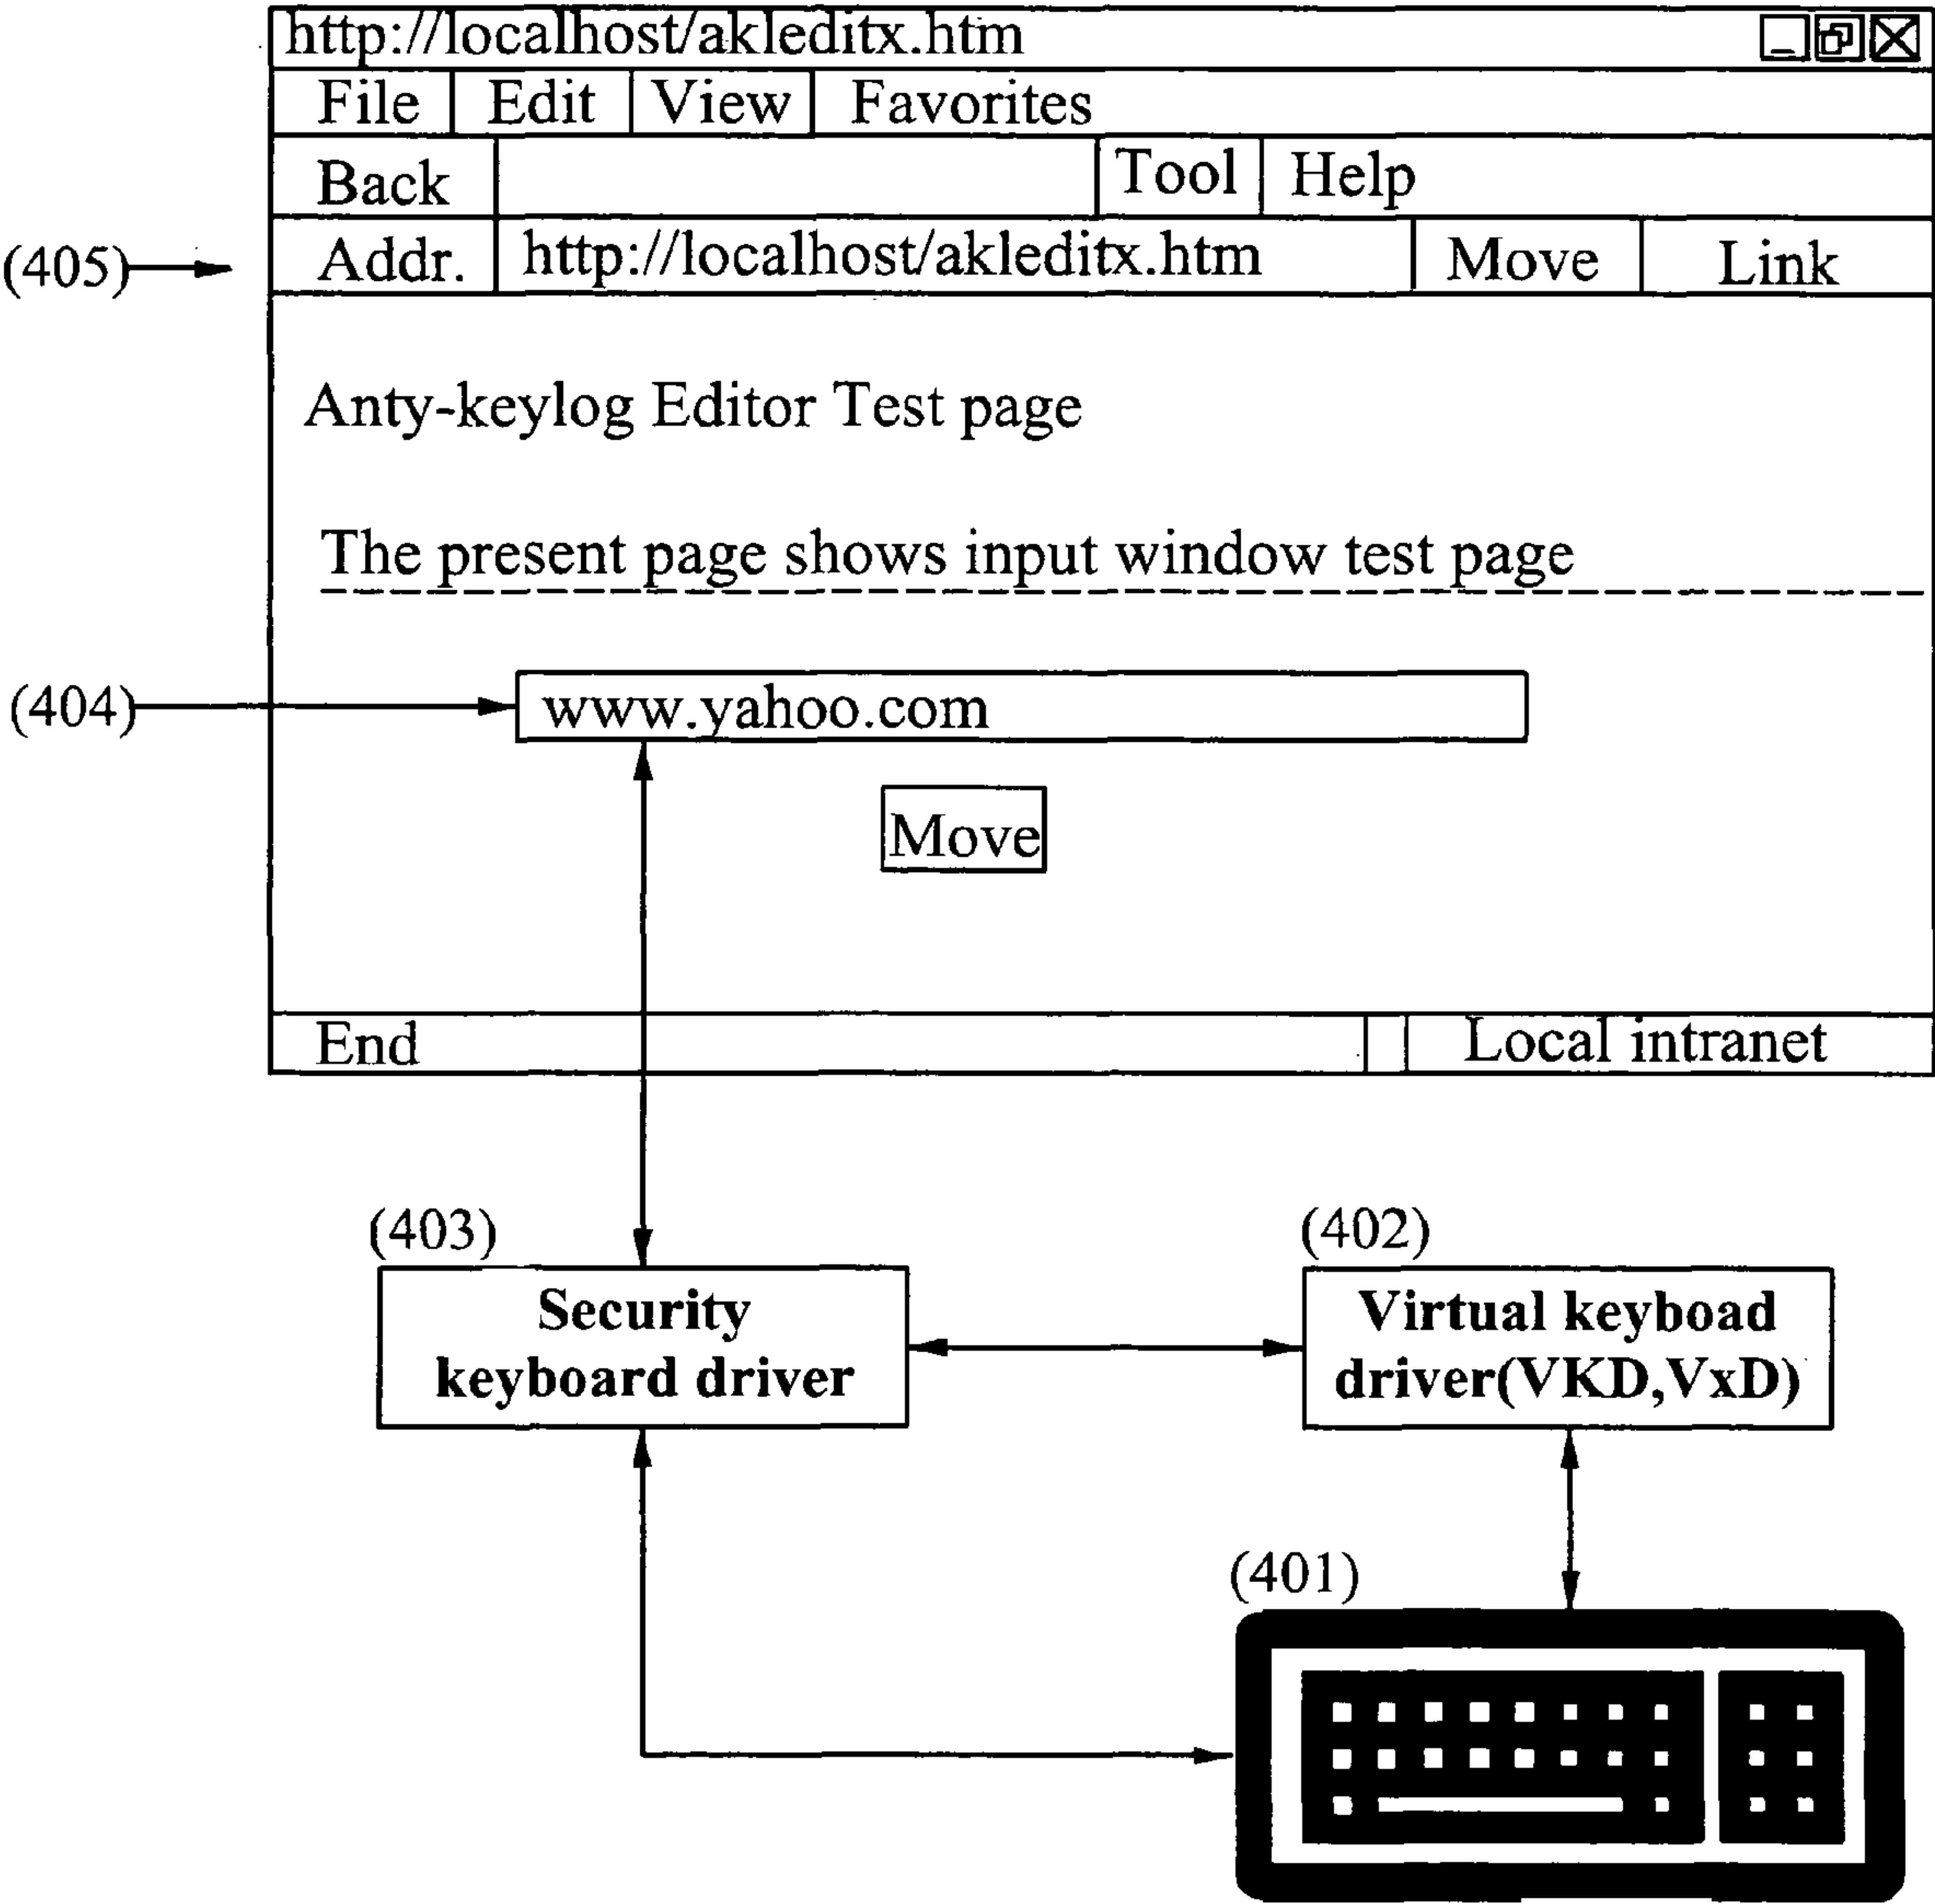 http://localhost/akleditx.htm
File Edit View Favorites
Back Tool Help
(405) Addr. http://localhost/akleditx.htm Move Link
Anty-keylog Editor Test page
The present page shows input window test page
(404) www.yahoo.com
Move
End Local intranet
(403) (402)
Security
keyboard driver
Virtual keyboad
driver(VKD,VxD)
(401)